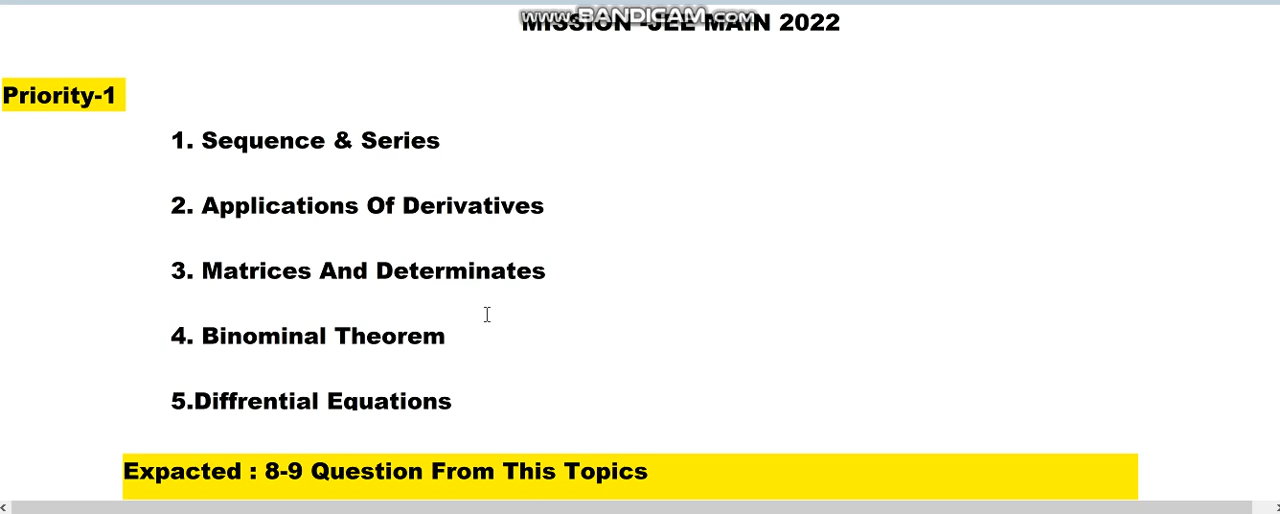 www.BANDICAM.com
MISSION -JEE MAIN 2022
Priority-1
1. Sequence & Series
2. Applications Of Derivatives
3. Matrices And Determinates
4. Binominal Theorem
5.Diffrential Equations
Expacted : 8-9 Question From This Topics